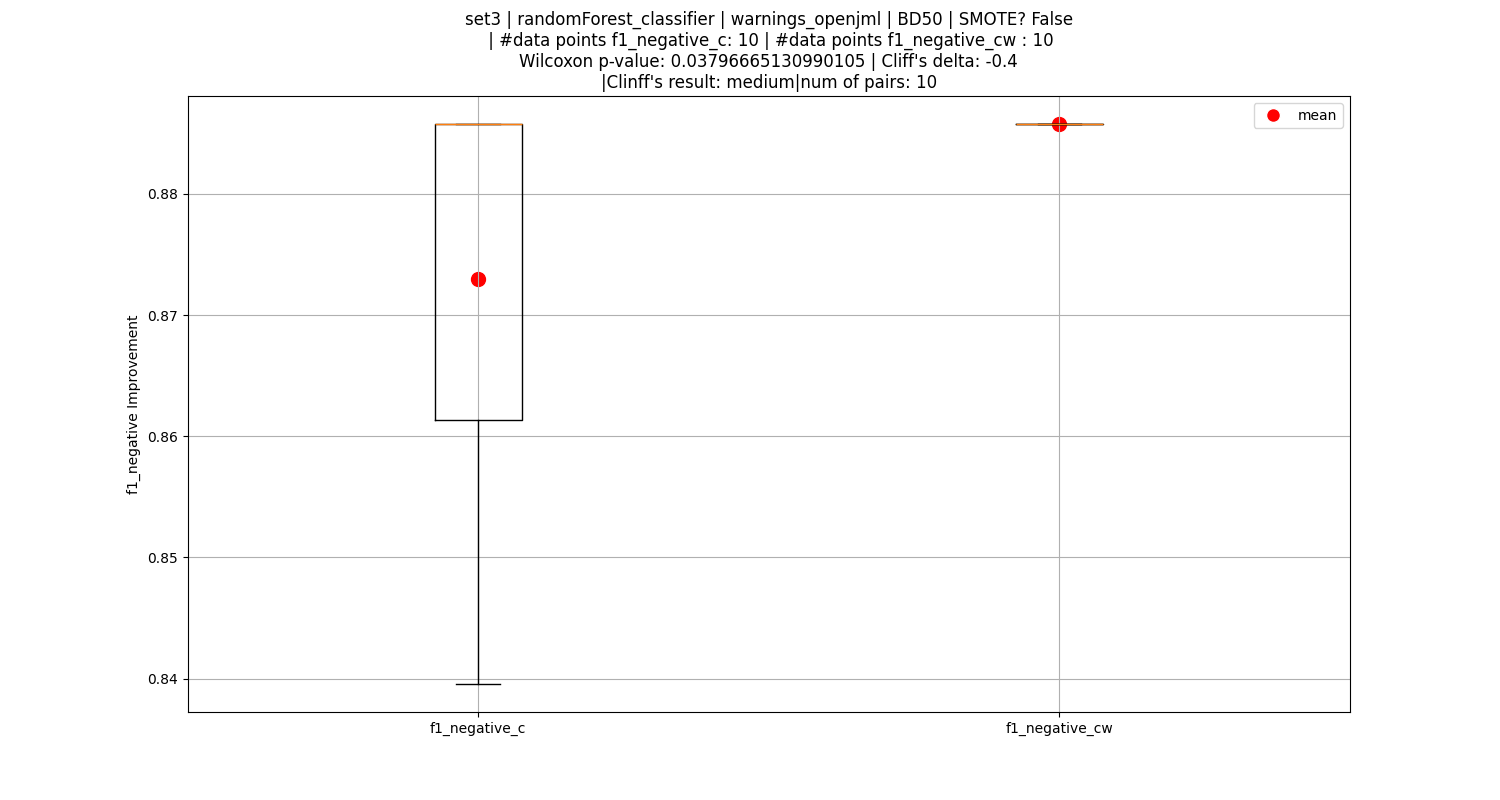 set3 | randomForest_classifier | warnings_openjml | BD50 | SMOTE? False
| #data points f1_negative_c: 10 | #data points f1_negative_cw : 10
Wilcoxon p-value: 0.03796665130990105 | Cliff's delta: -0.4
|Clinff's result: medium|num of pairs: 10
mean
0.88
0.87
0.86
0.85
0.84
f1_negative Improvement
f1_negative_c
f1_negative_cw